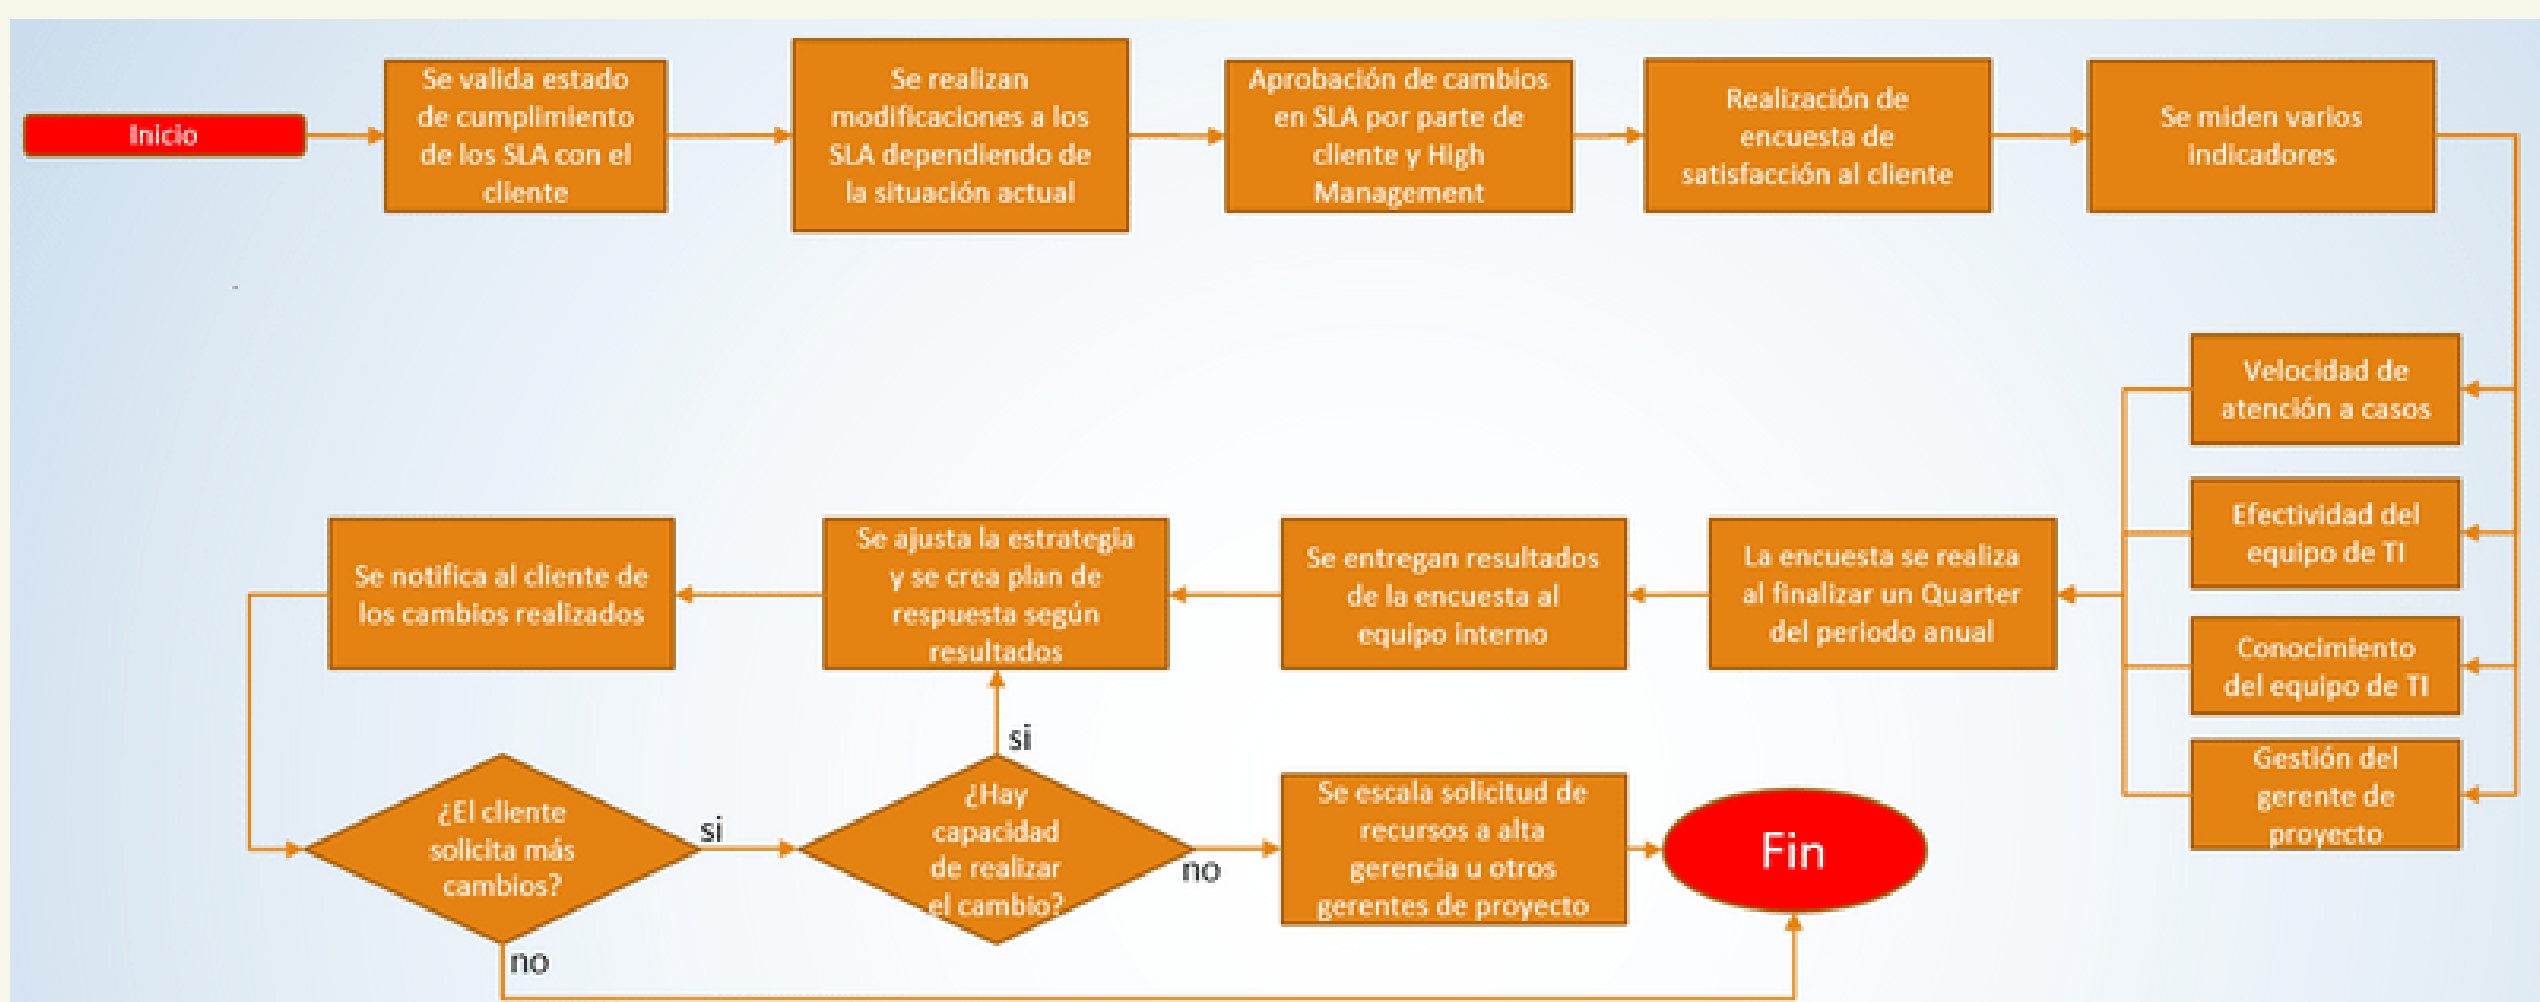 Inicio
Se valida estado
de cumplimiento
de los SLA con el
cliente
Se realizan
modificaciones a los
SLA dependiendo de
la situación actual
Aprobación de cambios
en SLA por parte de
cliente y High
Management
Realización de
encuesta de
satisfacción al cliente
Se miden varios
indicadores
Velocidad de
atención a casos
Efectividad del
equipo de TI
Conocimiento
del equipo de TI
Gestión del
gerente de
proyecto
La encuesta se realiza
al finalizar un Quarter
del periodo anual
Se entregan resultados
de la encuesta al
equipo interno
Se ajusta la estrategia
y se crea plan de
respuesta según
resultados
Se notifica al cliente de
los cambios realizados
¿El cliente
solicita más
cambios?
si
no
¿Hay
capacidad
de realizar
el cambio?
si
no
Se escala solicitud de
recursos a alta
gerencia u otros
gerentes de proyecto
Fin